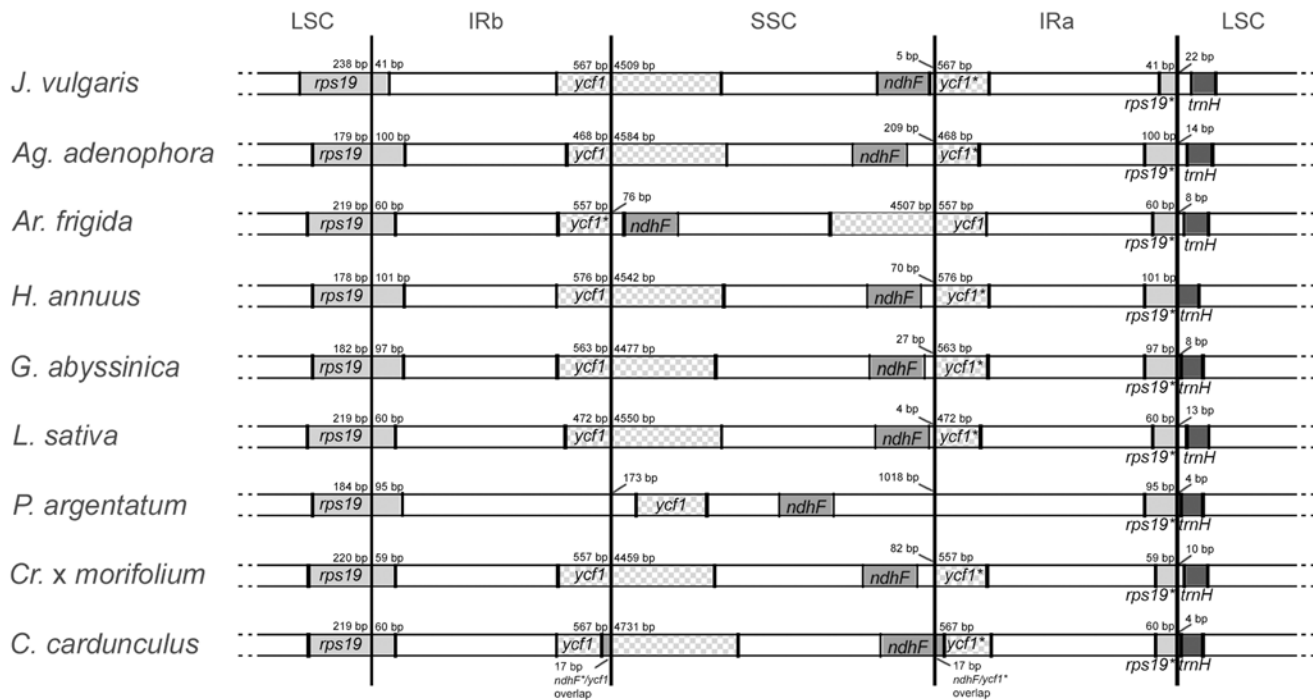 LSC IRb SSC IRa LSC
238 bp 41 bp 567 bp 4509 bp 5 bp 567 bp 41 bp 22 bp
J. vulgaris rps19 ycf1 ndhF ycf1*
rps19* trnH
179 bp 100 bp 468 bp 4584 bp 209 bp 468 bp 100 bp 14 bp
Ag. adenophora rps19 ycf1 ndhF ycf1*
rps19* trnH
219 bp 60 bp 557 bp 76 bp 4507 bp 557 bp 60 bp 8 bp
Ar. frigida rps19 ycf1* ndhF ycf1
rps19* trnH
178 bp 101 bp 576 bp 4542 bp 70 bp 576 bp 101 bp
H. annuus rps19 ycf1 ndhF ycf1*
rps19* trnH
182 bp 97 bp 563 bp 4477 bp 27 bp 563 bp 97 bp 8 bp
G. abyssinica rps19 ycf1 ndhF ycf1*
rps19* trnH
219 bp 60 bp 472 bp 4550 bp 4 bp 472 bp 60 bp 13 bp
L. sativa rps19 ycf1 ndhF ycf1*
rps19* trnH
184 bp 95 bp 173 bp 1018 bp 95 bp 4 bp
P. argentatum rps19 ycf1 ndhF
rps19* trnH
220 bp 59 bp 557 bp 4459 bp 82 bp 557 bp 59 bp 10 bp
Cr. x morifolium rps19 ycf1 ndhF ycf1*
rps19* trnH
219 bp 60 bp 567 bp 4731 bp 567 bp 60 bp 4 bp
C. cardunculus rps19 ycf1 ndhF ycf1*
rps19* trnH
17 bp 17 bp
ndhF*/ycf1 ndhF/ycf1*
overlap overlap